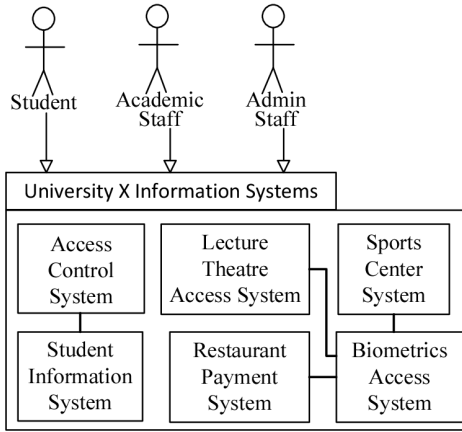 Student
Academic
Staff
Admin
Staff
University X Information Systems
Access
Control
System
Lecture
Theatre
Access System
Sports
Center
System
Student
Information
System
Restaurant
Payment
System
Biometrics
Access
System